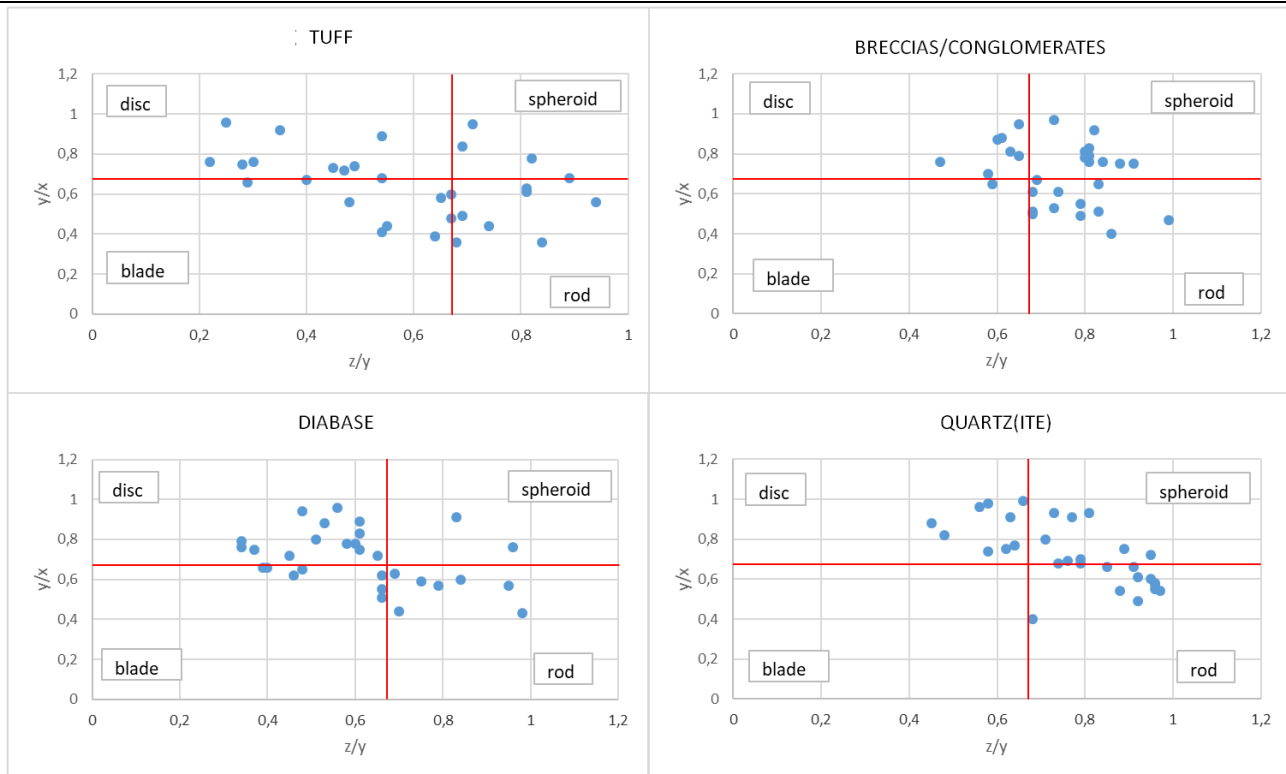 TUFF
1,2
1
0,8
0,6
0,4
0,2
0
y/x
disc
spheroid
blade
rod
0
0,2
0,4
0,6
0,8
1
z/y
BRECCIAS/CONGLOMERATES
1,2
1
0,8
0,6
0,4
0,2
0
y/x
disc
spheroid
blade
rod
0
0,2
0,4
0,6
0,8
1
1,2
z/y
DIABASE
1,2
1
0,8
0,6
0,4
0,2
0
y/x
disc
spheroid
blade
rod
0
0,2
0,4
0,6
0,8
1
1,2
z/y
QUARTZ(ITE)
1,2
1
0,8
0,6
0,4
0,2
0
y/x
disc
spheroid
blade
rod
0
0,2
0,4
0,6
0,8
1
1,2
z/y